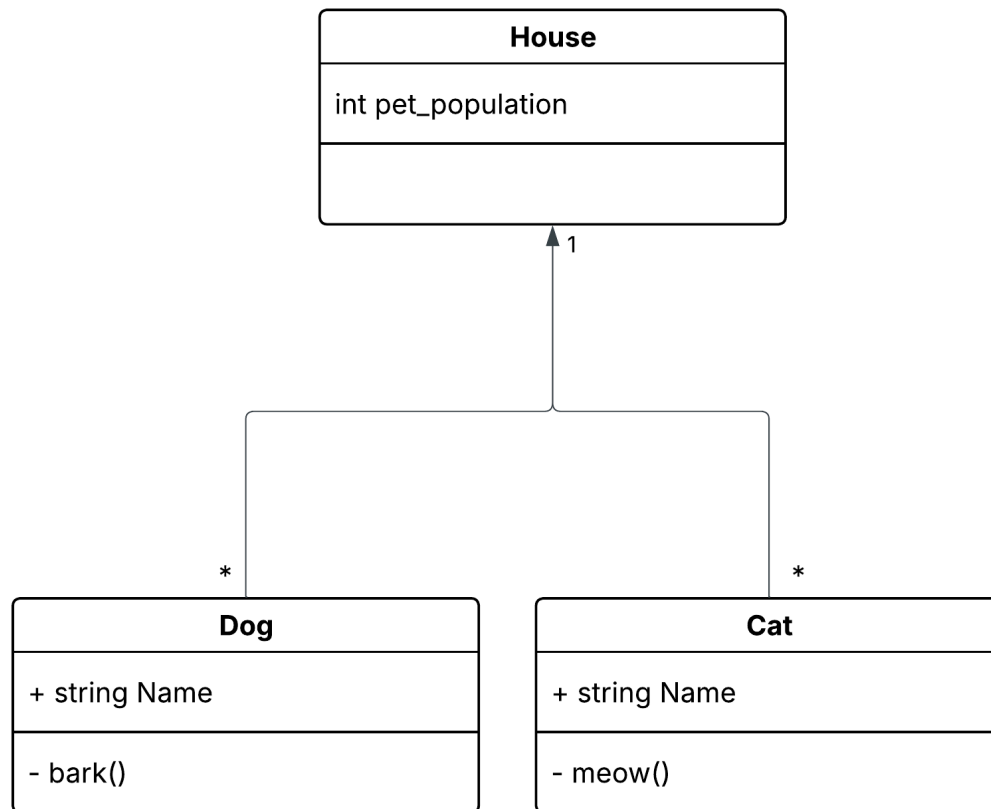 House
int pet_population
1
*
*
Dog
Cat
+ string Name
+ string Name
- bark()
- meow()